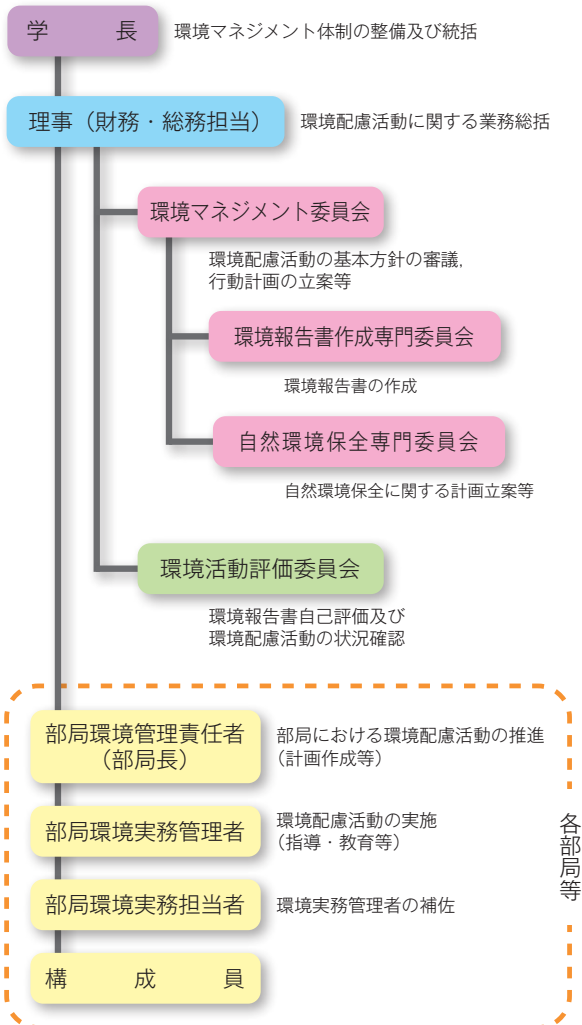 学　　長
環境マネジメント体制の整備及び統括
理事（財務・総務担当）
環境配慮活動に関する業務総括
環境マネジメント委員会
環境配慮活動の基本方針の審議，
行動計画の立案等
環境報告書作成専門委員会
環境報告書の作成
自然環境保全専門委員会
自然環境保全に関する計画立案等
環境活動評価委員会
環境報告書自己評価及び
環境配慮活動の状況確認
部局環境管理責任者
（部局長）
部局における環境配慮活動の推進
（計画作成等）
部局環境実務管理者
環境配慮活動の実施
（指導・教育等）
部局環境実務担当者
環境実務管理者の補佐
構　成　員
各部局等